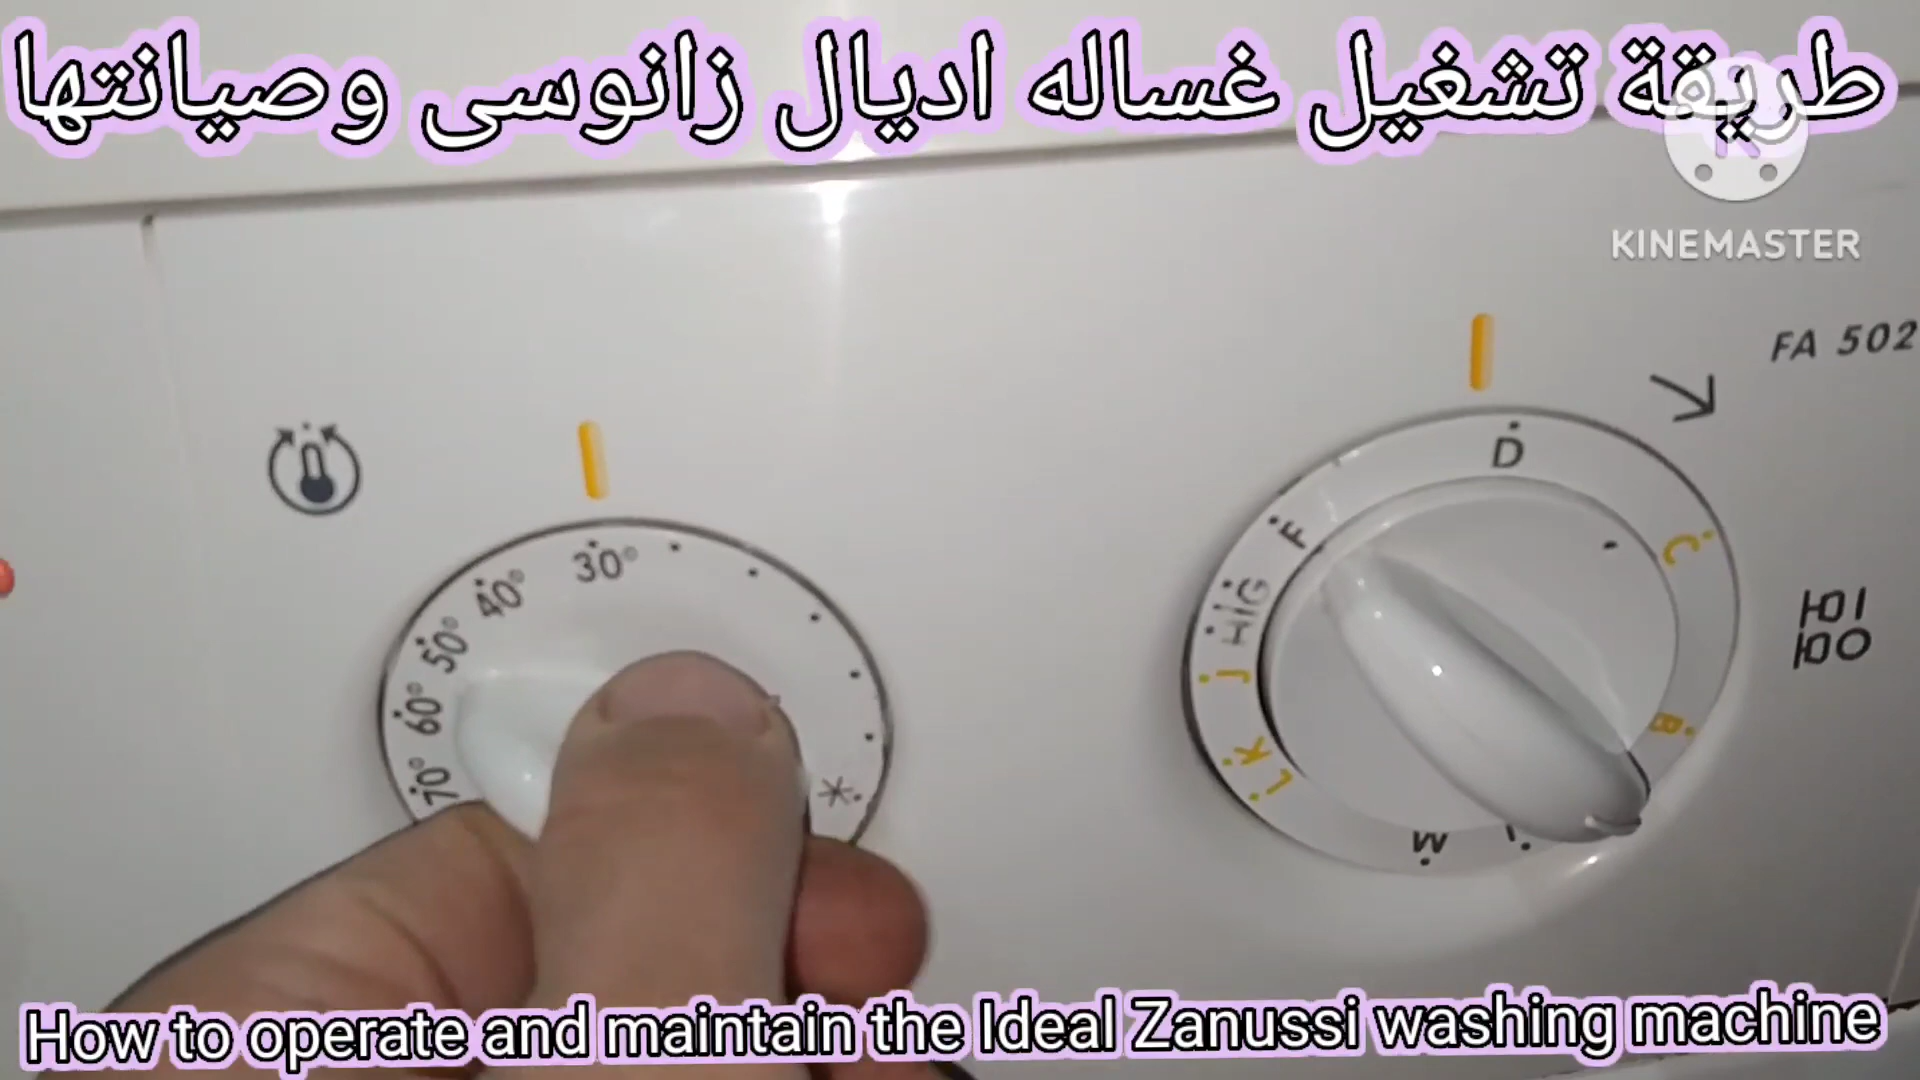 طريقة تشغيل غساله اديال زانوسى وصيانتها
KINEMASTER
FA 502
30°
40°
50°
60°
70°
D
C
B
F
G
H
J
K
L
M
How to operate and maintain the Ideal Zanussi washing machine